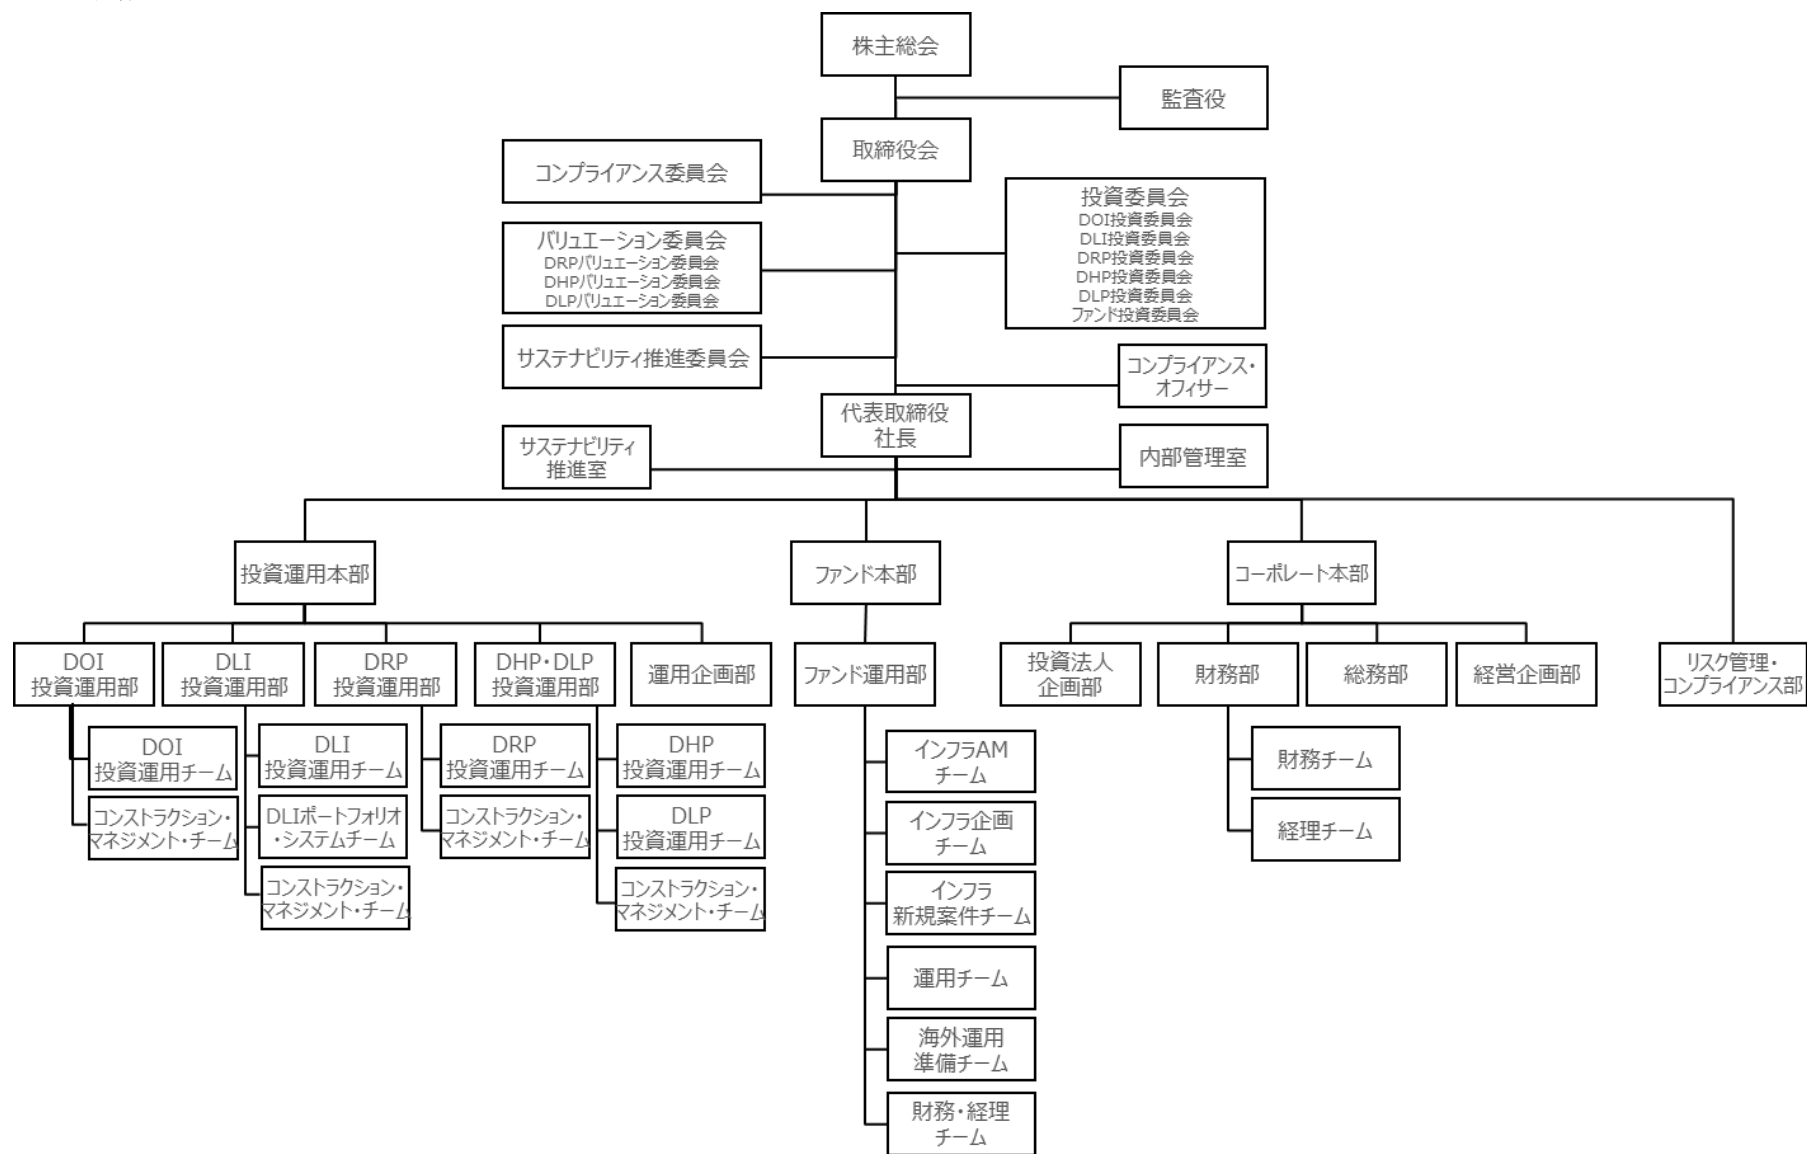 株主総会
監査役
取締役会
コンプライアンス委員会
投資委員会
DOI投資委員会
DLI投資委員会
DRP投資委員会
DHP投資委員会
DLP投資委員会
ファンド投資委員会
バリュエーション委員会
DRPバリュエーション委員会
DHPバリュエーション委員会
DLPバリュエーション委員会
サステナビリティ推進委員会
コンプライアンス・
オフィサー
代表取締役
社長
サステナビリティ
推進室
内部管理室
投資運用本部
ファンド本部
コーポレート本部
DOI
投資運用部
DLI
投資運用部
DRP
投資運用部
DHP・DLP
投資運用部
運用企画部
ファンド運用部
投資法人
企画部
財務部
総務部
経営企画部
リスク管理・
コンプライアンス部
DOI
投資運用チーム
コンストラクション・
マネジメント・チーム
DLI
投資運用チーム
DLIポートフォリオ
・システムチーム
コンストラクション・
マネジメント・チーム
DRP
投資運用チーム
コンストラクション・
マネジメント・チーム
DHP
投資運用チーム
DLP
投資運用チーム
コンストラクション・
マネジメント・チーム
インフラAM
チーム
インフラ企画
チーム
インフラ
新規案件チーム
運用チーム
海外運用
準備チーム
財務・経理
チーム
財務チーム
経理チーム